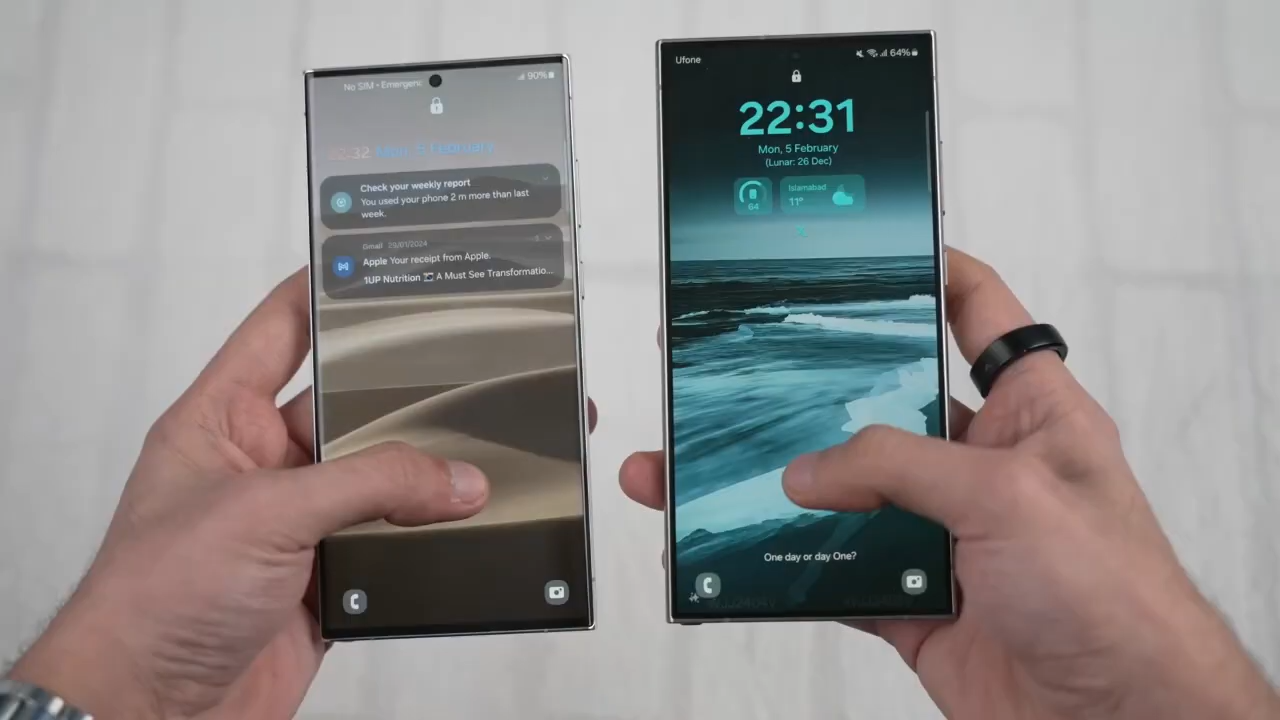 No SIM • Emergenc
90%
22:32 Mon, 5 February
Check your weekly report
You used your phone 2 m more than last
week.
Gmail 29/01/2024
Apple Your receipt from Apple.
1UP Nutrition A Must See Transformatio...
Ufone
64%
22:31
Mon, 5 February
(Lunar: 26 Dec)
64
Islamabad
11°
One day or day One?